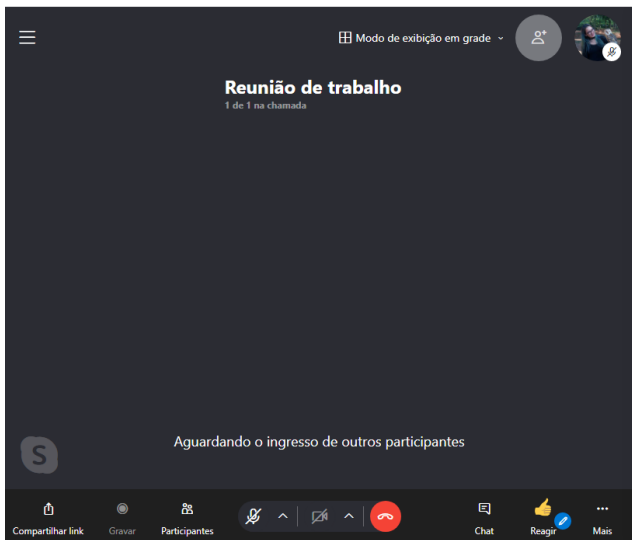 Modo de exibição em grade
Reunião de trabalho
1 de 1 na chamada
S
Aguardando o ingresso de outros participantes
Compartilhar link
Gravar
Participantes
Chat
Reagir
Mais